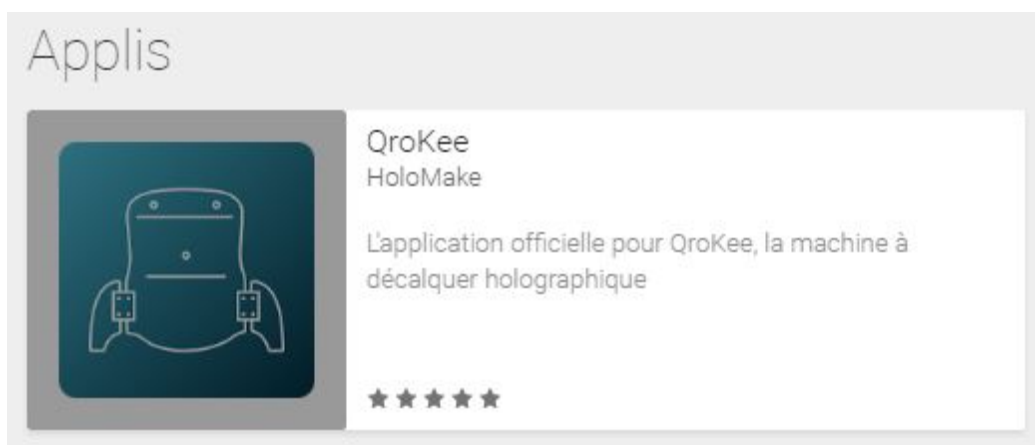 Applis
QroKee
HoloMake
L'application officielle pour QroKee, la machine à
décalquer holographique